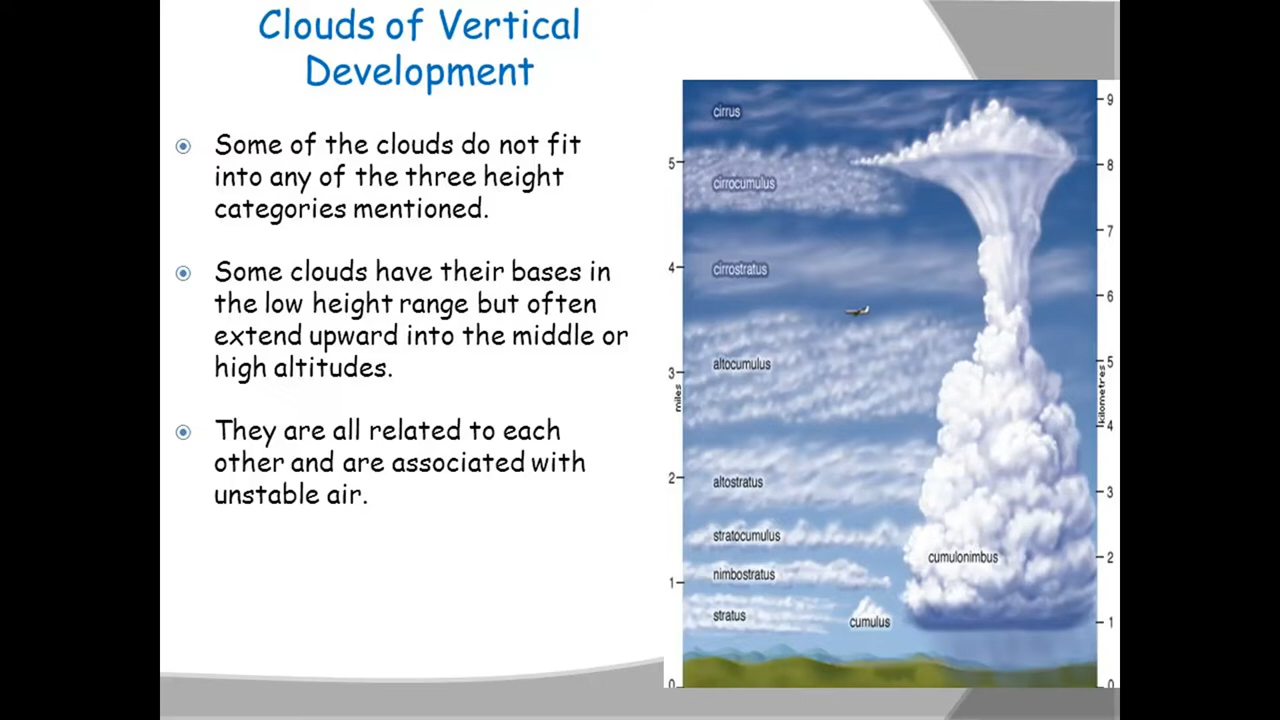 Clouds of Vertical
Development
Some of the clouds do not fit
into any of the three height
categories mentioned.
Some clouds have their bases in
the low height range but often
extend upward into the middle or
high altitudes.
They are all related to each
other and are associated with
unstable air.
cirrus
cirrocumulus
cirrostratus
altocumulus
altostratus
stratocumulus
nimbostratus
stratus
cumulus
cumulonimbus
miles
5
4
3
2
1
0
kilometres
9
8
7
6
5
4
3
2
1
0